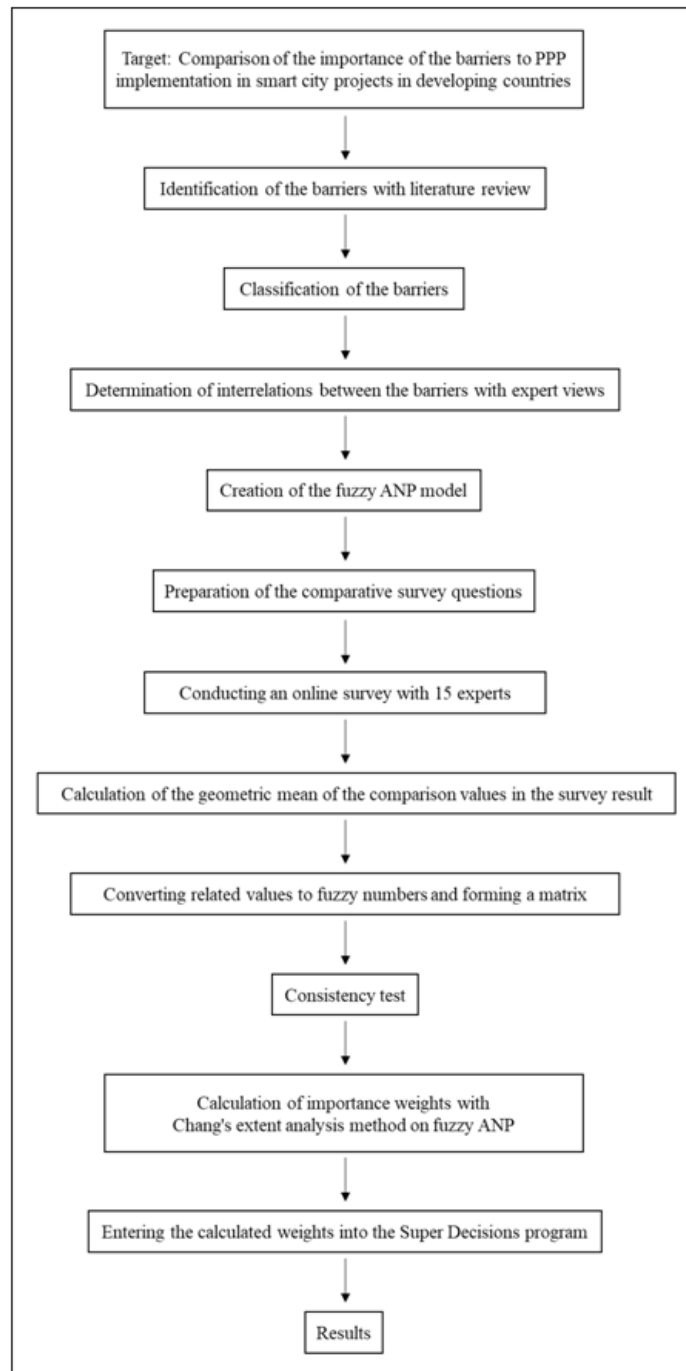 Target: Comparison of the importance of the barriers to PPP
implementation in smart city projects in developing countries
Identification of the barriers with literature review
Classification of the barriers
Determination of interrelations between the barriers with expert views
Creation of the fuzzy ANP model
Preparation of the comparative survey questions
Conducting an online survey with 15 experts
Calculation of the geometric mean of the comparison values in the survey result
Converting related values to fuzzy numbers and forming a matrix
Consistency test
Calculation of importance weights with
Chang's extent analysis method on fuzzy ANP
Entering the calculated weights into the Super Decisions program
Results